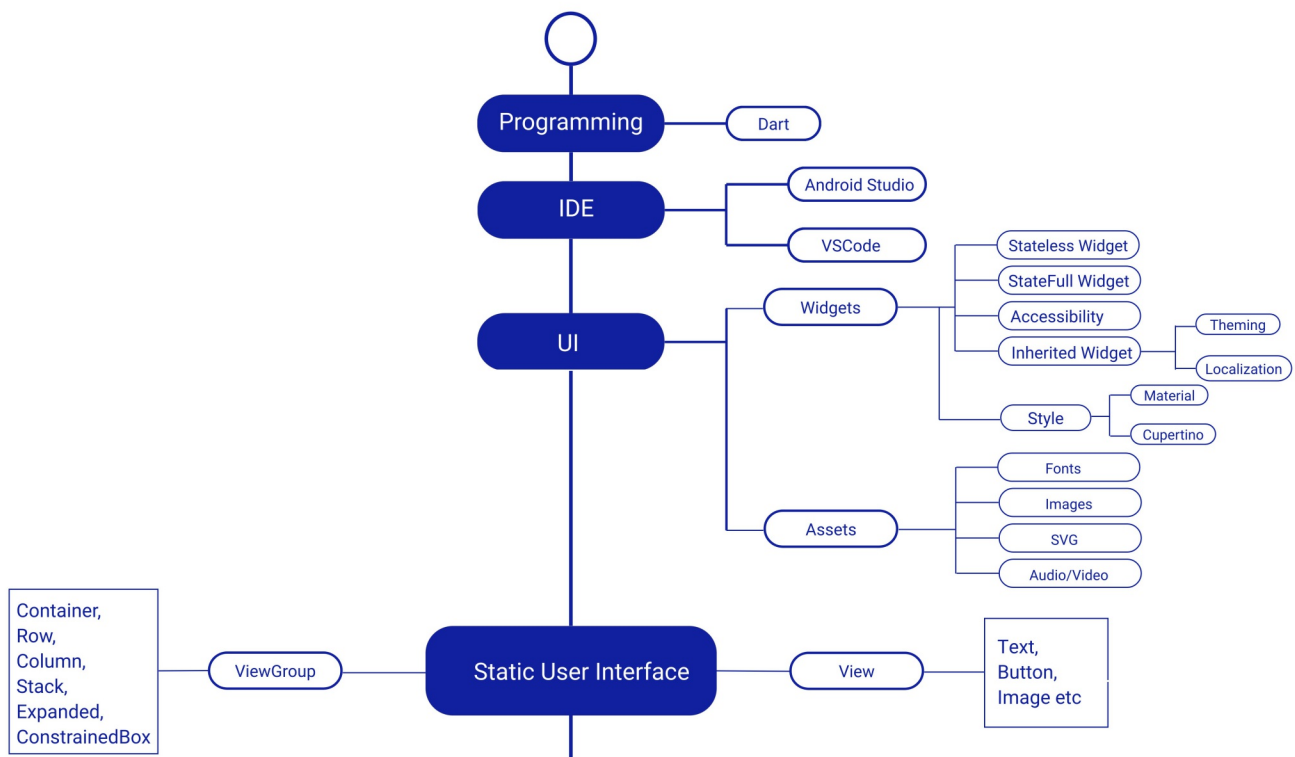 Programming
Dart
IDE
Android Studio
VSCode
UI
Widgets
Stateless Widget
StateFull Widget
Accessibility
Inherited Widget
Theming
Localization
Style
Material
Cupertino
Assets
Fonts
Images
SVG
Audio/Video
Container,
Row,
Column,
Stack,
Expanded,
ConstrainedBox
ViewGroup
Static User Interface
View
Text,
Button,
Image etc